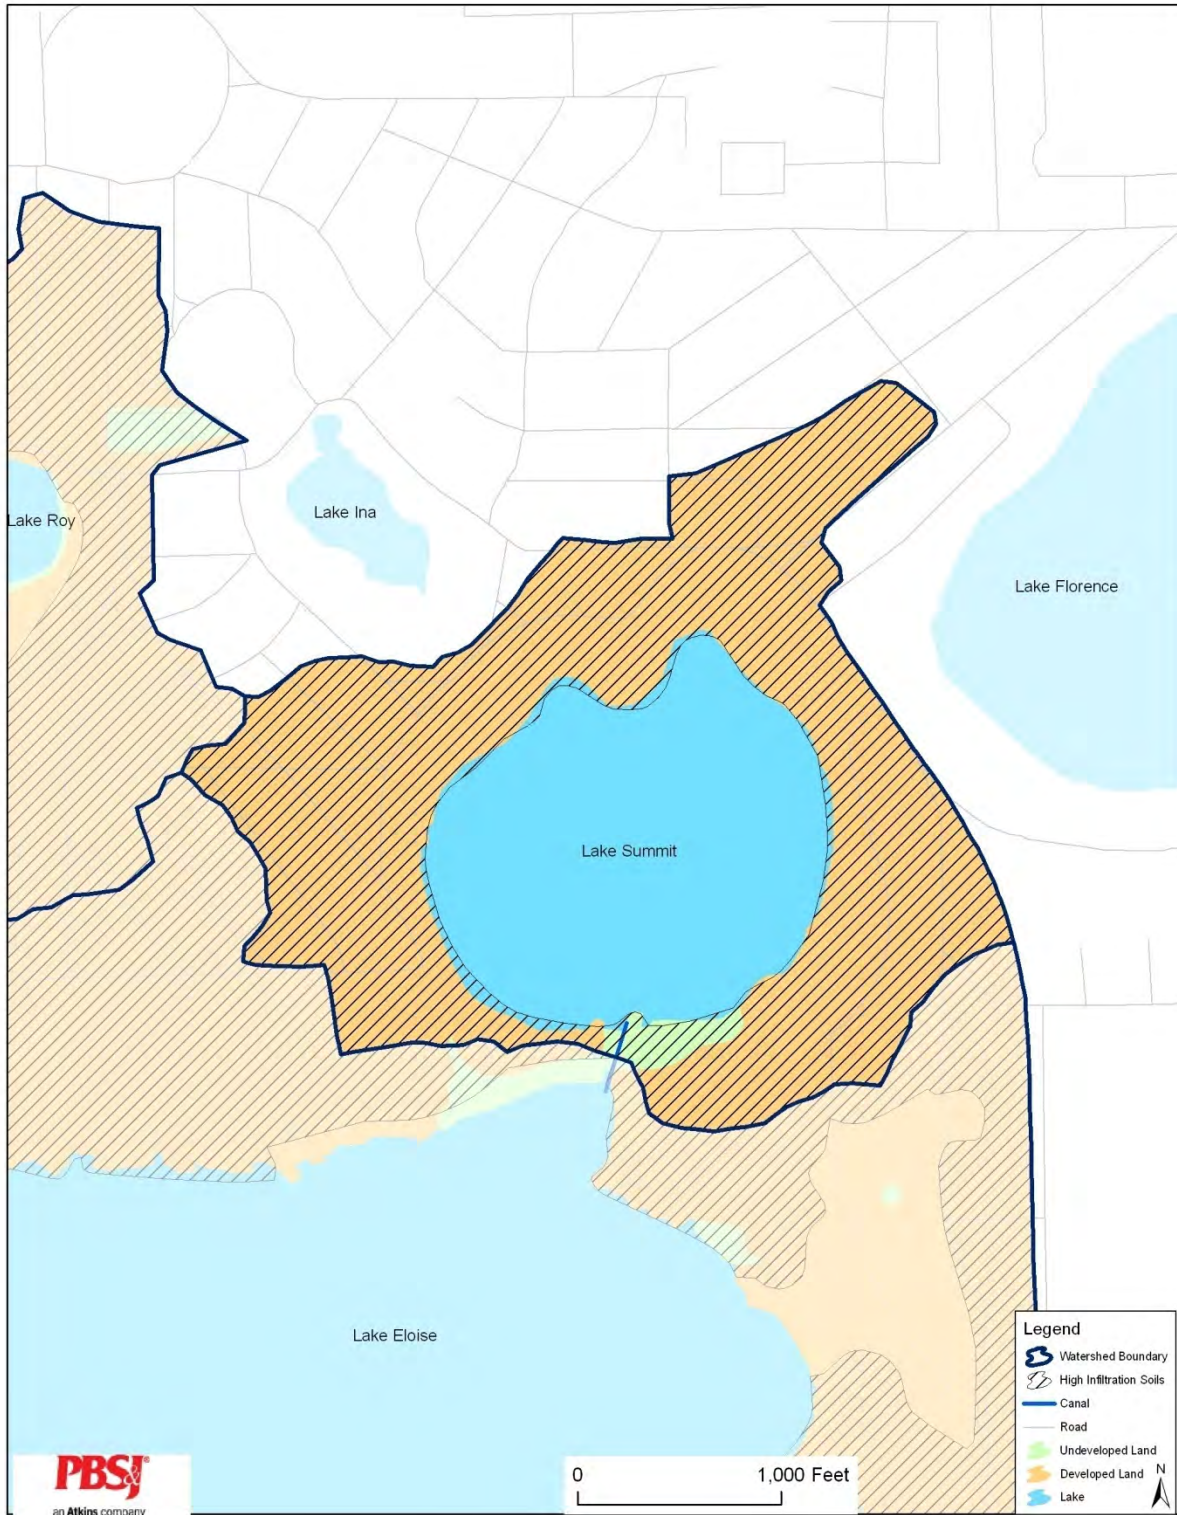 Lake Ina
Lake Roy
Lake Florence
Lake Summit
Lake Eloise
Legend
Watershed Boundary
High Infiltration Soils
Canal
Road
Undeveloped Land
Developed Land
Lake
N
0 1,000 Feet
PBS&J®
an Atkins company